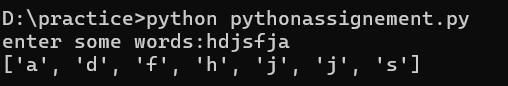 D:\practice>python pythonassignement.py
enter some words:hdjsfja
['a', 'd', 'f', 'h', 'j', 'j', 's']